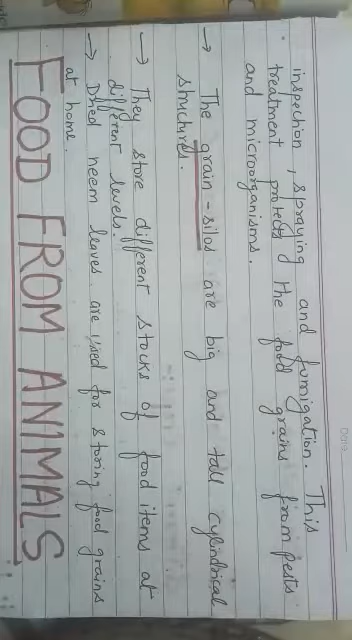 Date
inspection, spraying and fumigation. This
treatment protects the food grains from pests
and microorganisms.
→ The grain-silos are big and tall cylindrical
structures.
→ They store different stocks of food items at
different levels.
→ Dried neem leaves are used for storing food grains
at home.
FOOD FROM ANIMALS